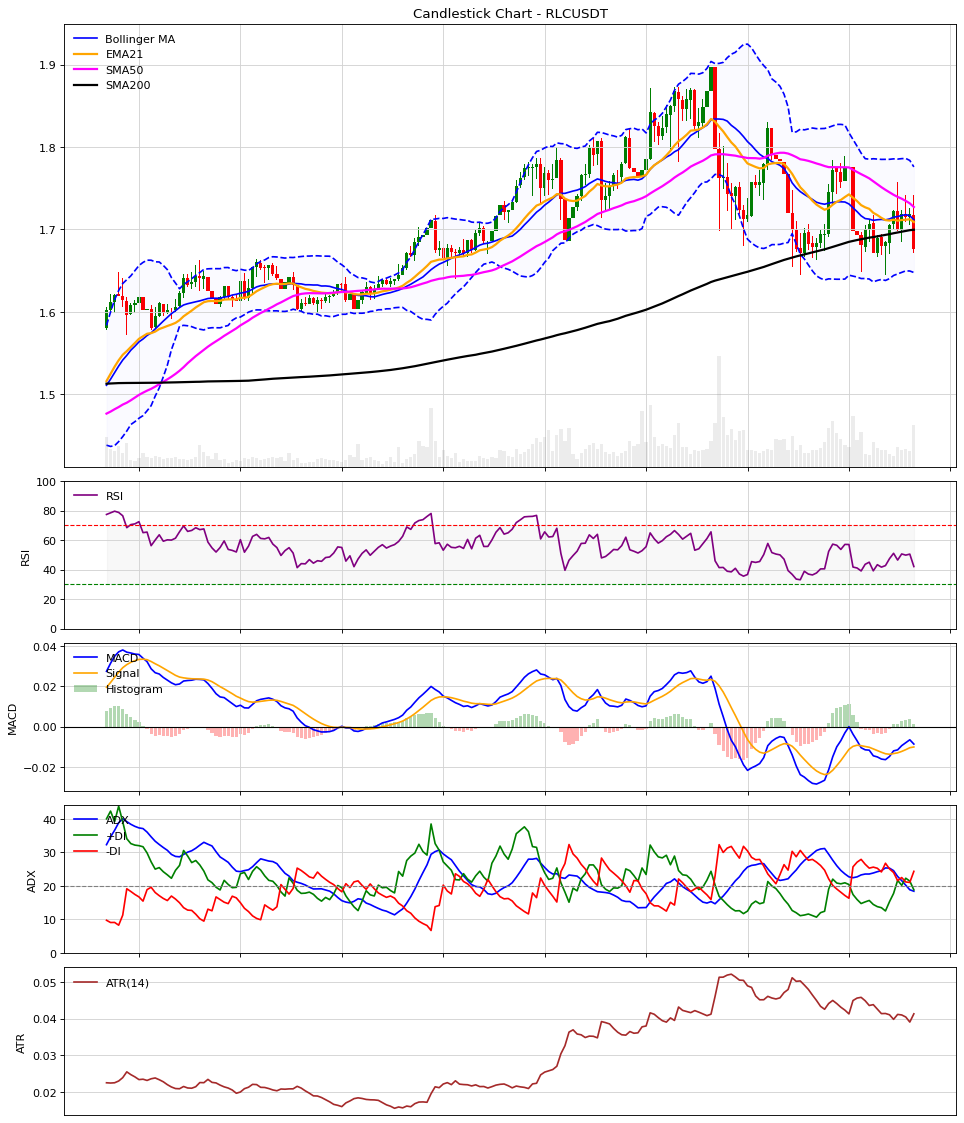 Candlestick Chart - RLCUSDT
Bollinger MA
EMA21
SMA50
SMA200
1.9
1.8
1.7
1.6
1.5
RSI
100
80
60
40
20
0
RSI
MACD
Signal
Histogram
0.04
0.02
0.00
−0.02
MACD
ADX
+DI
-DI
40
30
20
10
0
ADX
ATR(14)
0.05
0.04
0.03
0.02
ATR